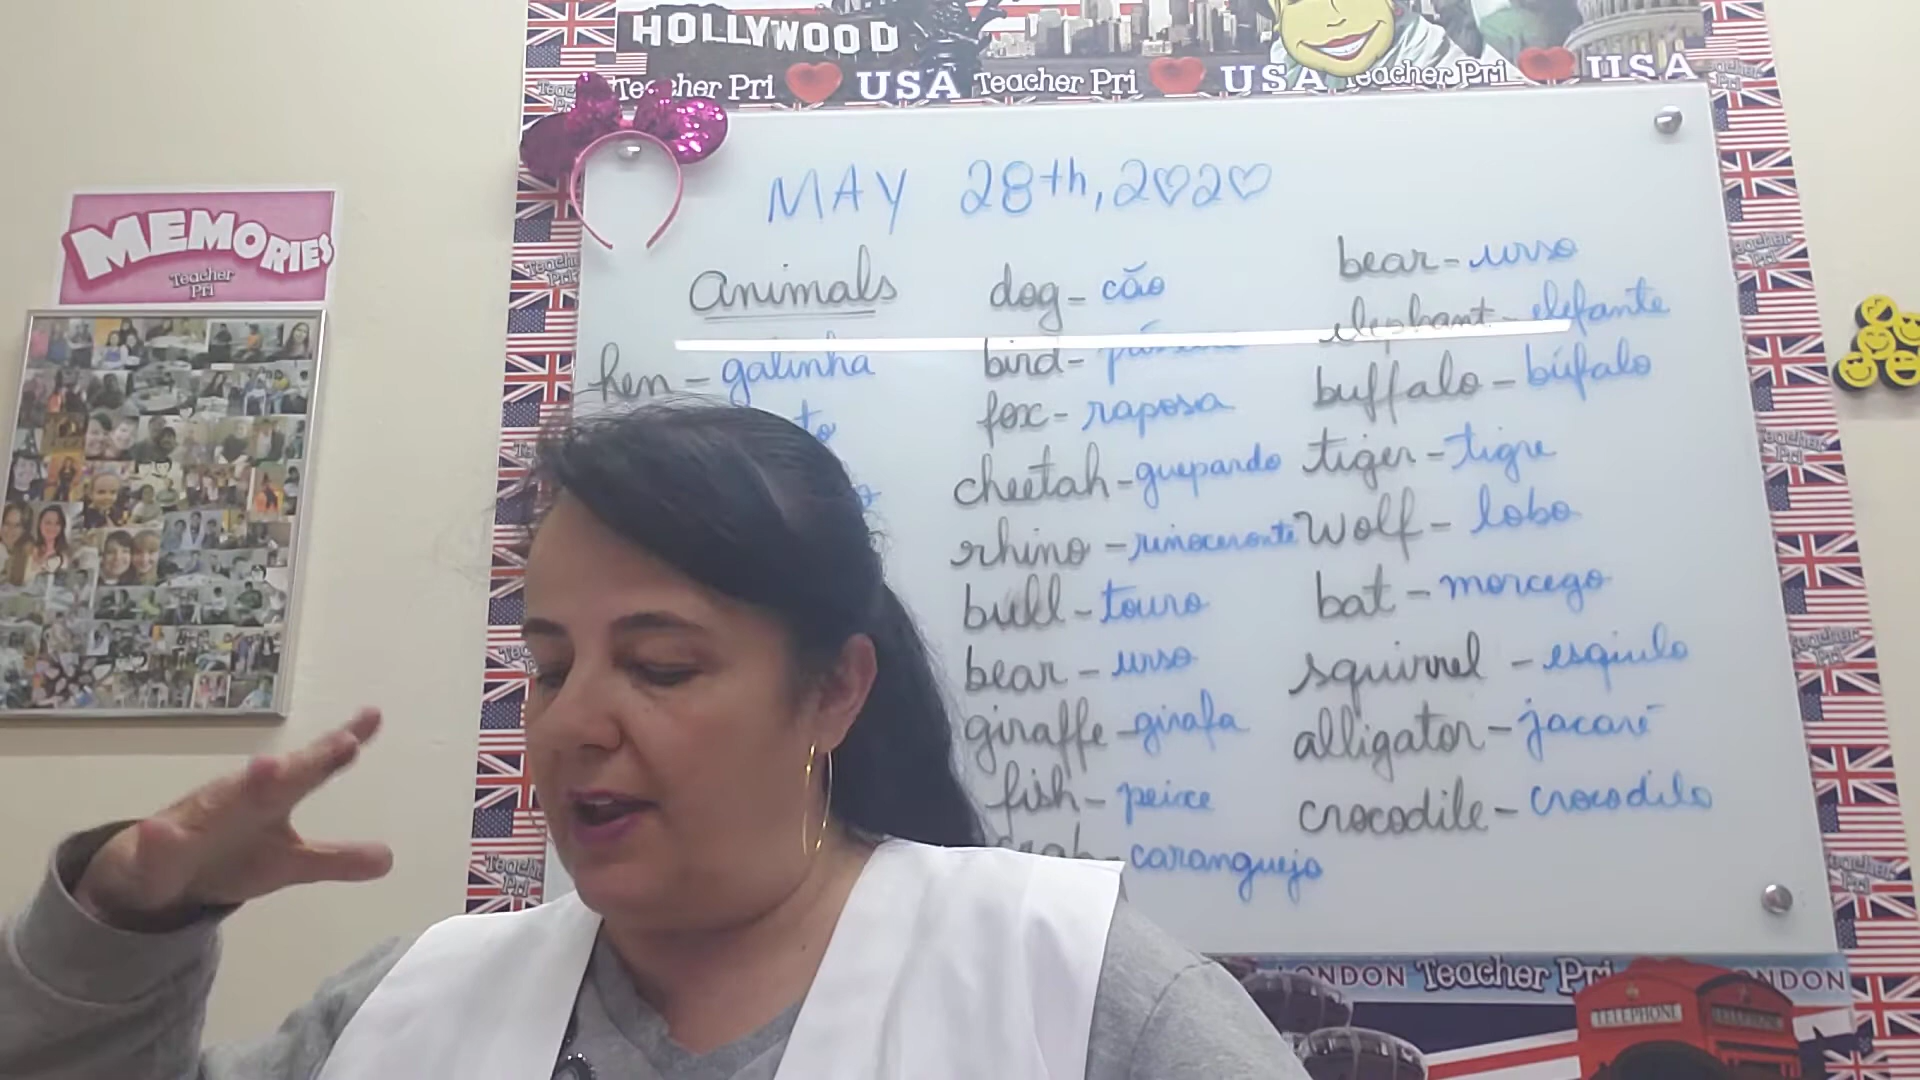 HOLLYWOOD
Teacher Pri USA Teacher Pri USA Teacher Pri USA
MEMORIES
Teacher
Pri
MAY 28th, 2020
animals
hen - galinha
dog - cão
bird -
fox - raposa
cheetah - guepardo
rhino - rinoceronte
bull - touro
bear - urso
giraffe - girafa
fish - peixe
crab - caranguejo
bear - urso
elephant - elefante
buffalo - búfalo
tiger - tigre
wolf - lobo
bat - morcego
squirrel - esquilo
alligator - jacaré
crocodile - crocodilo
LONDON Teacher Pri LONDON
TELEPHONE